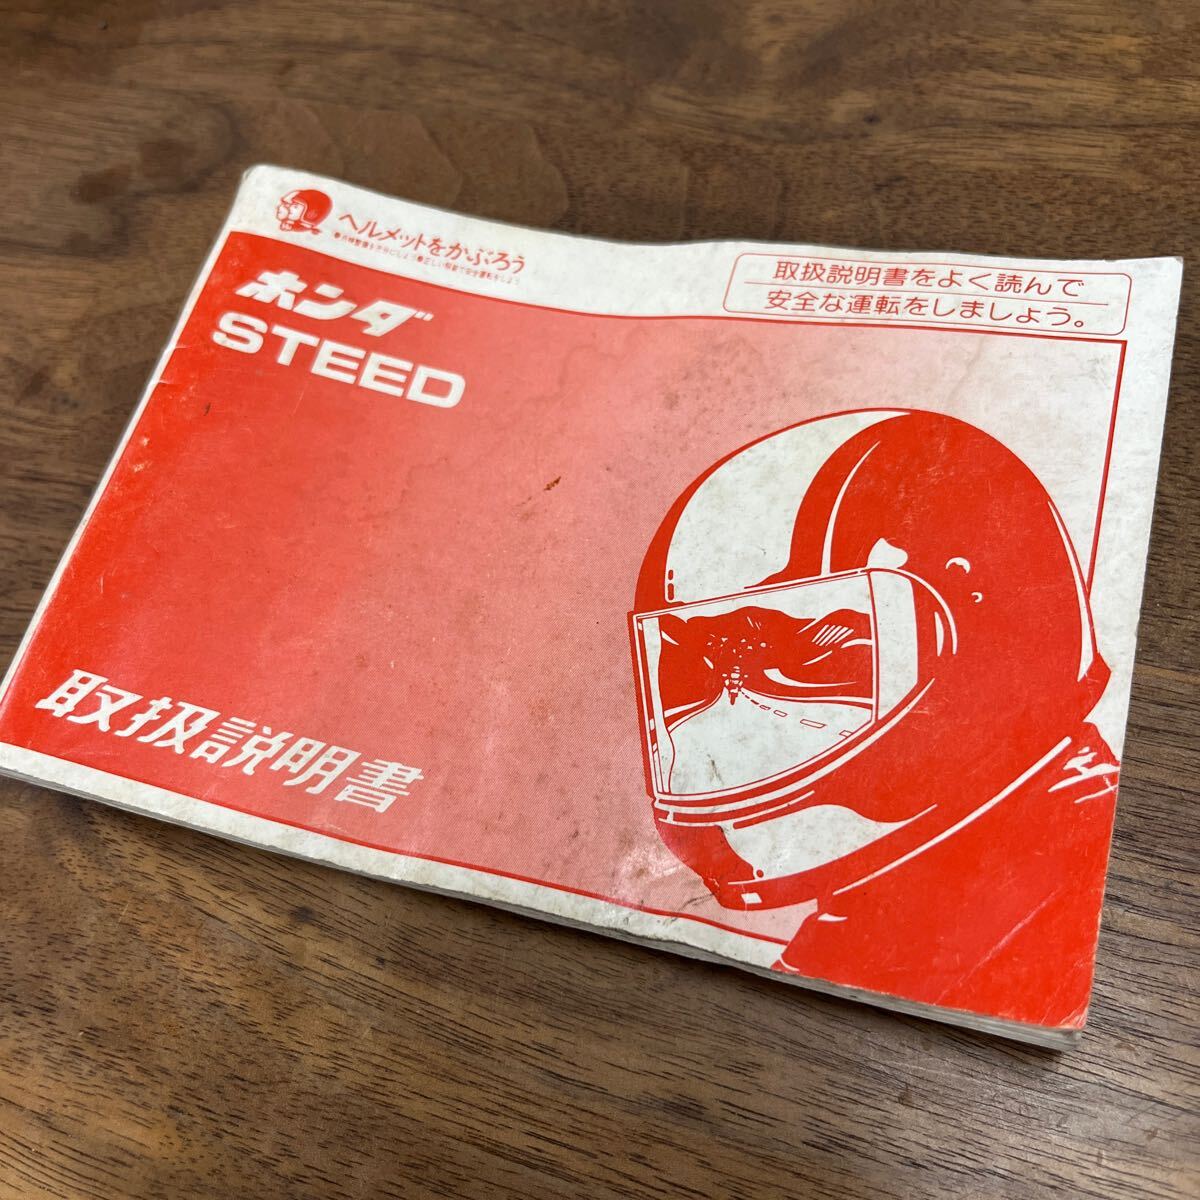 ヘルメットをかぶろう
取扱説明書をよく読んで
安全な運転をしましょう。
ホンダ
STEED
取扱説明書